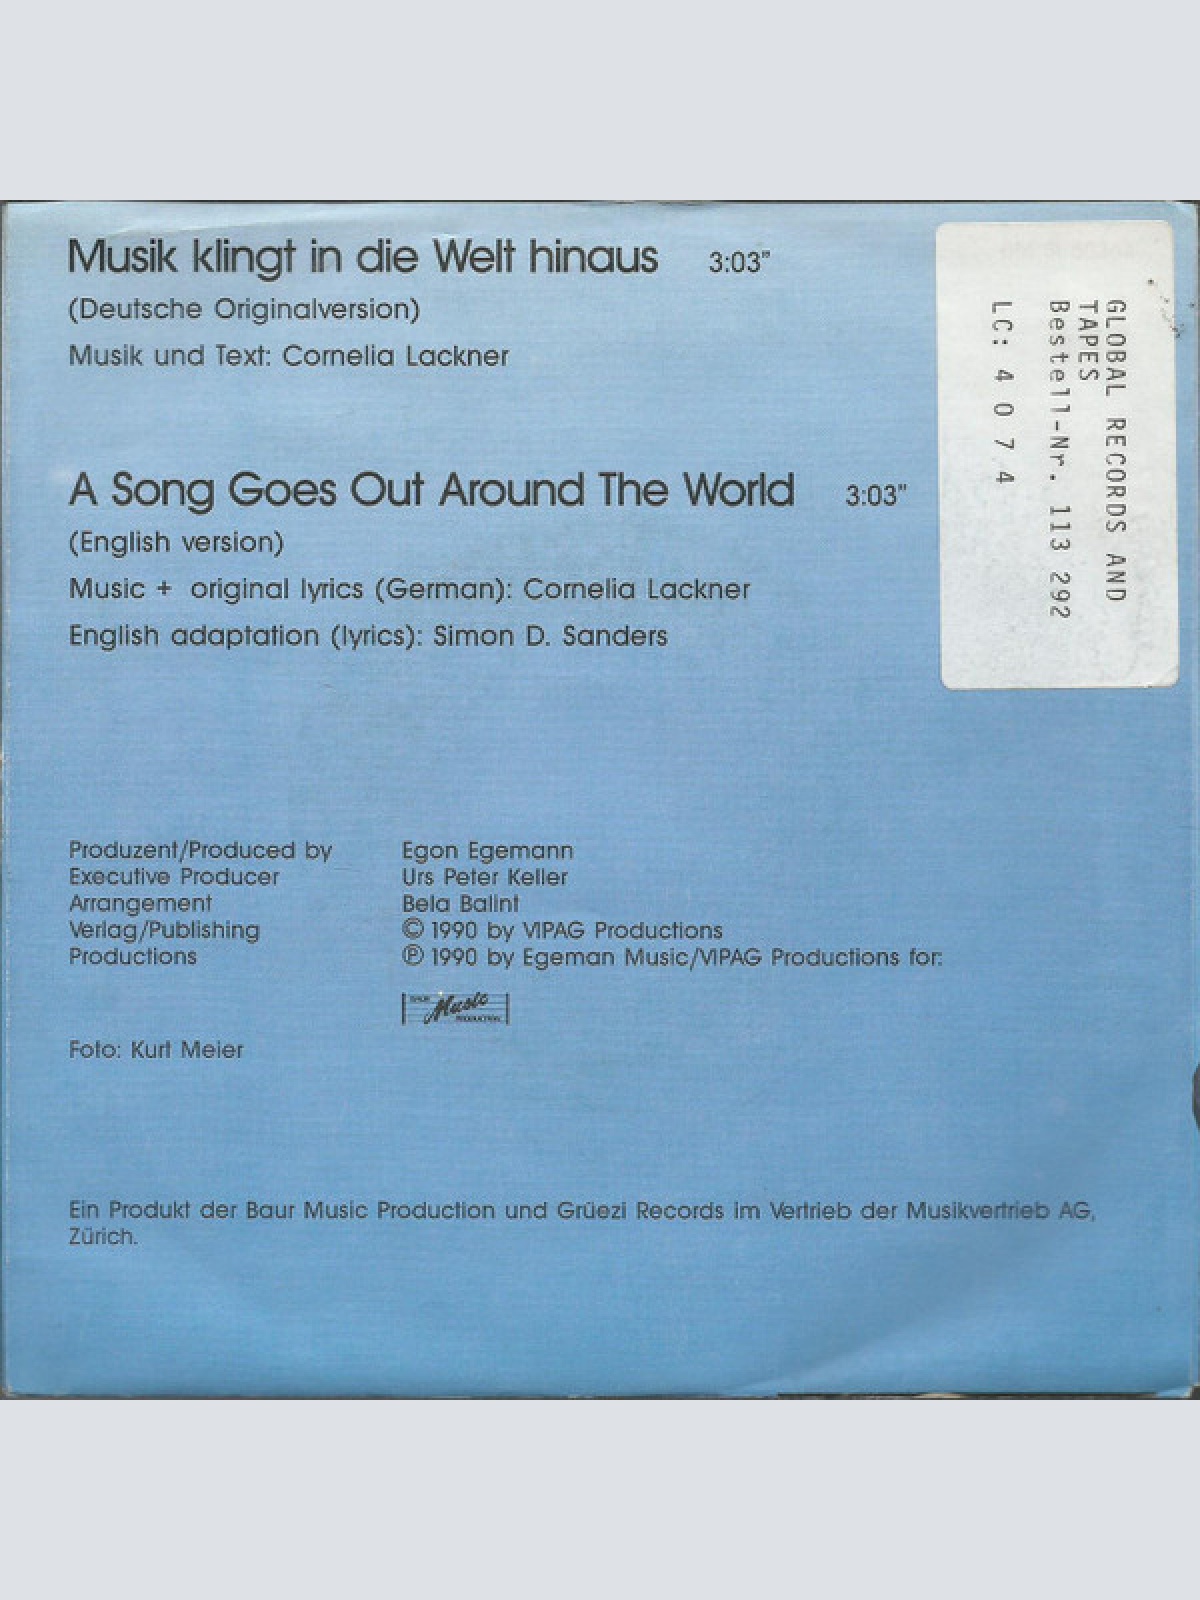 Musik klingt in die Welt hinaus 3:03"
(Deutsche Originalversion)
Musik und Text: Cornelia Lackner
A Song Goes Out Around The World 3:03"
(English version)
Music + original lyrics (German): Cornelia Lackner
English adaptation (lyrics): Simon D. Sanders
GLOBAL RECORDS AND
TAPES
Bestell-Nr. 113 292
LC: 4 0 7 4
Produzent/Produced by Egon Egemann
Executive Producer Urs Peter Keller
Arrangement Bela Balint
Verlag/Publishing © 1990 by VIPAG Productions
Productions ℗ 1990 by Egeman Music/VIPAG Productions for:
BAUR
Music
PRODUCTION
Foto: Kurt Meier
Ein Produkt der Baur Music Production und Grüezi Records im Vertrieb der Musikvertrieb AG,
Zürich.